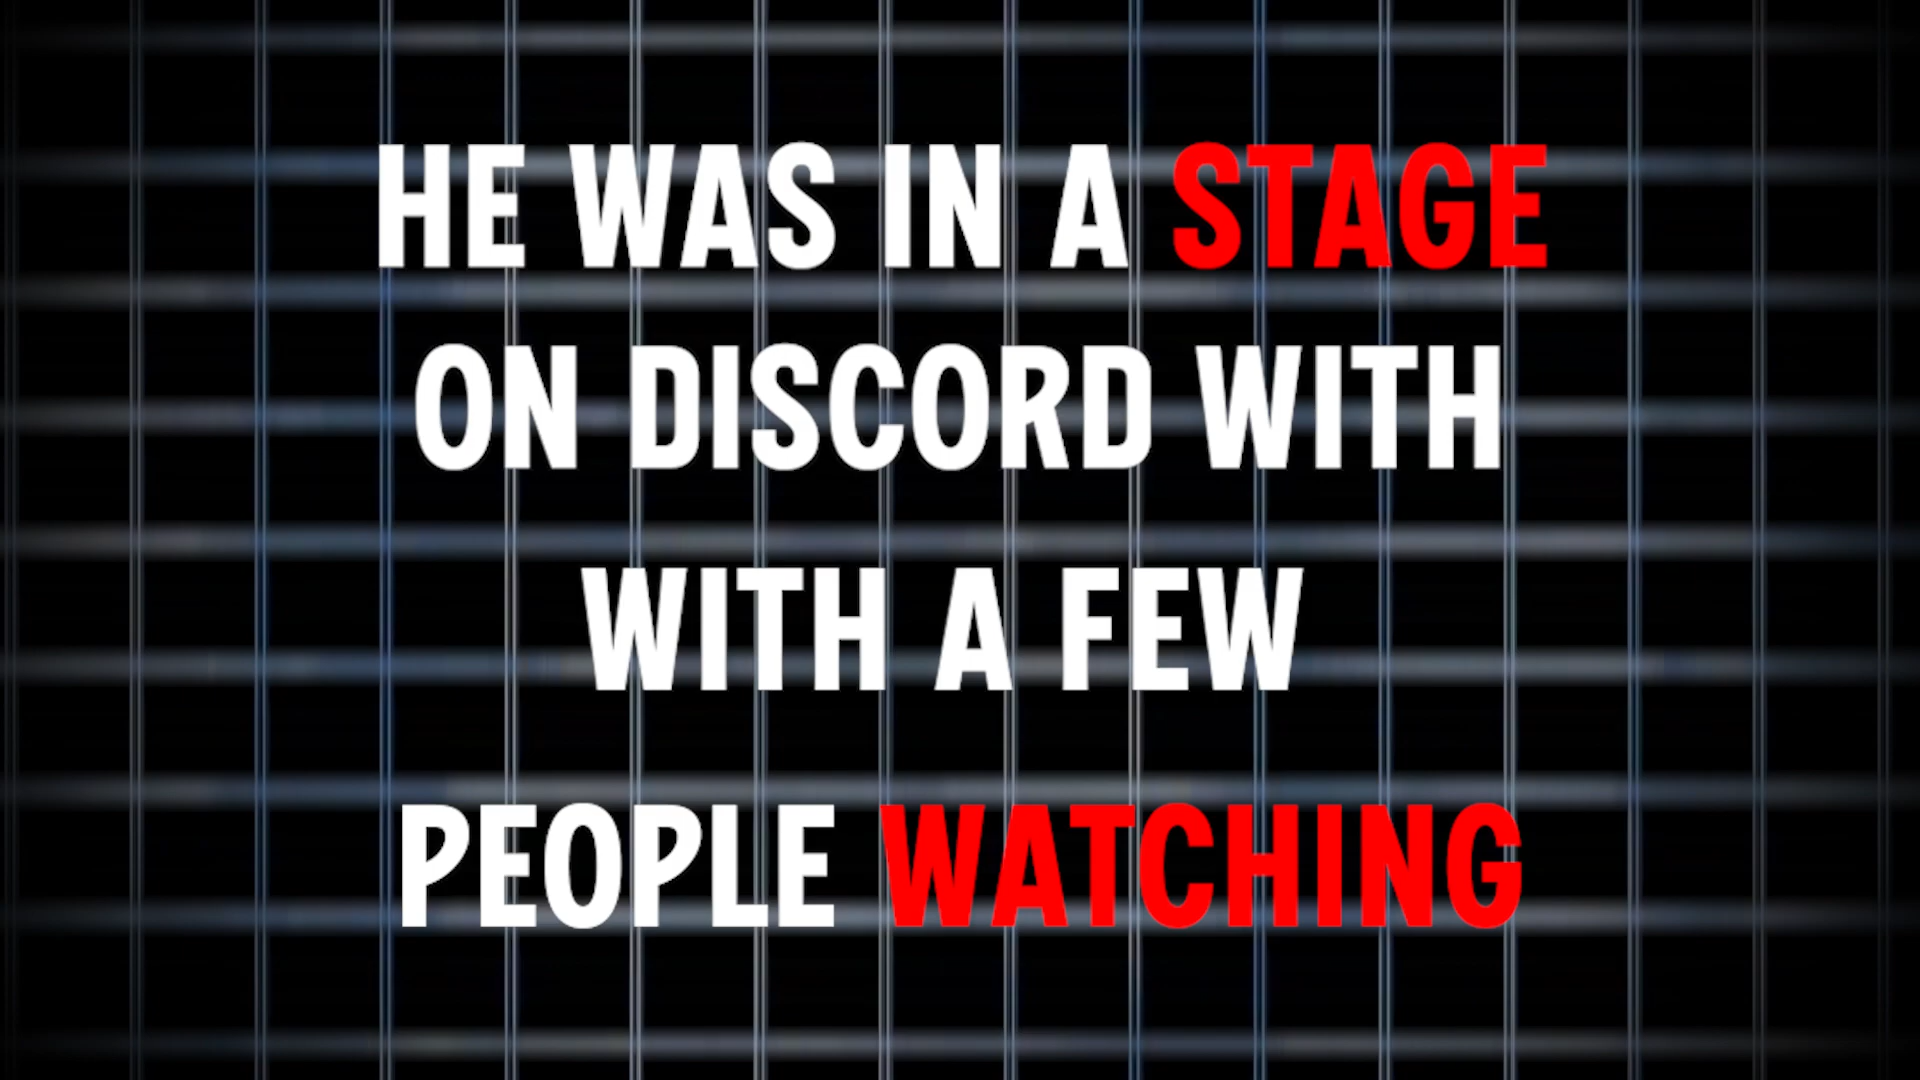 HE WAS IN A STAGE
ON DISCORD WITH
WITH A FEW
PEOPLE WATCHING